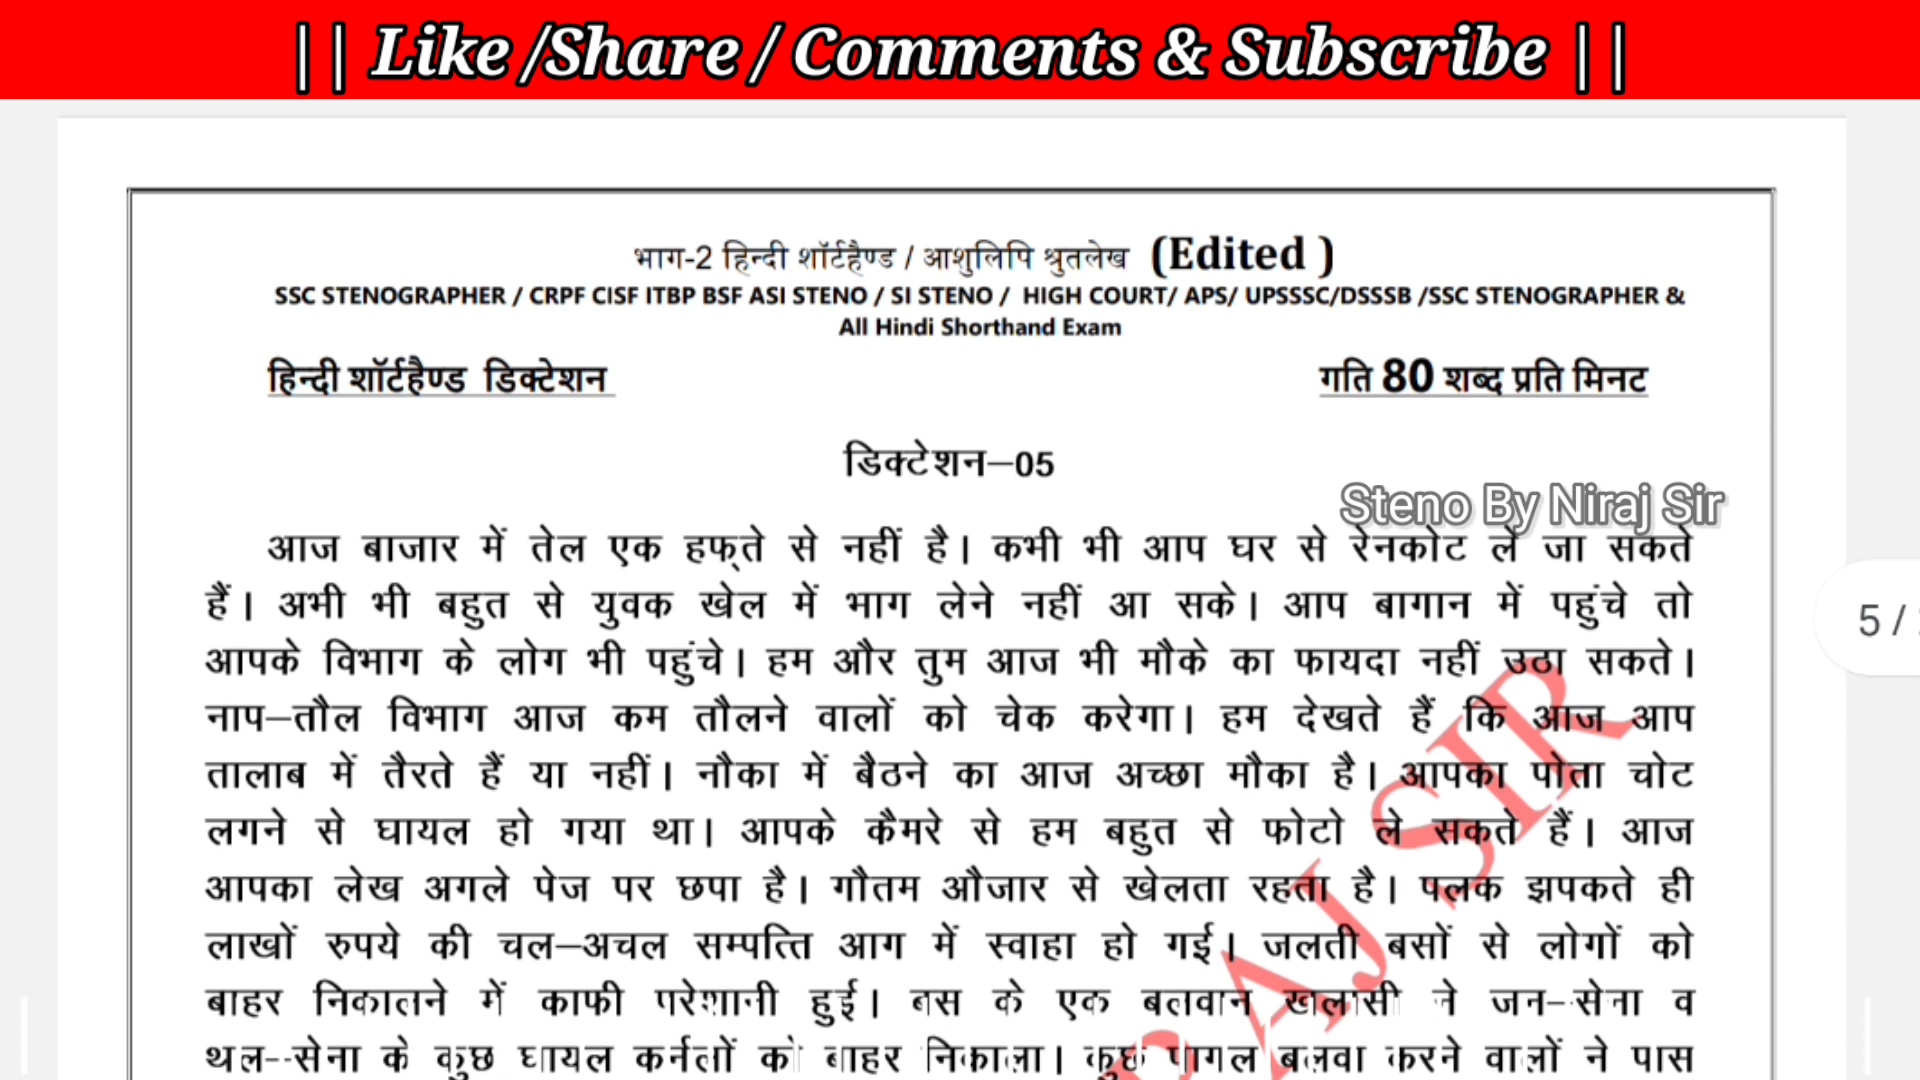 || Like /Share / Comments & Subscribe ||
भाग-2 हिन्दी शॉर्टहैण्ड / आशुलिपि श्रुतलेख (Edited )
SSC STENOGRAPHER / CRPF CISF ITBP BSF ASI STENO / SI STENO / HIGH COURT/ APS/ UPSSSC/DSSSB /SSC STENOGRAPHER &
All Hindi Shorthand Exam
हिन्दी शॉर्टहैण्ड डिक्टेशन गति 80 शब्द प्रति मिनट
डिक्टेशन–05
Steno By Niraj Sir
आज बाजार में तेल एक हफ्ते से नहीं है। कभी भी आप घर से रेनकोट ले जा सकते
हैं। अभी भी बहुत से युवक खेल में भाग लेने नहीं आ सके। आप बागान में पहुंचे तो
आपके विभाग के लोग भी पहुंचे। हम और तुम आज भी मौके का फायदा नहीं उठा सकते।
नाप–तौल विभाग आज कम तौलने वालों को चेक करेगा। हम देखते हैं कि आज आप
तालाब में तैरते हैं या नहीं। नौका में बैठने का आज अच्छा मौका है। आपका पोता चोट
लगने से घायल हो गया था। आपके कैमरे से हम बहुत से फोटो ले सकते हैं। आज
आपका लेख अगले पेज पर छपा है। गौतम औजार से खेलता रहता है। पलक झपकते ही
लाखों रुपये की चल–अचल सम्पत्ति आग में स्वाहा हो गई। जलती बसों से लोगों को
बाहर निकालने में काफी परेशानी हुई। बस के एक बलवान खलासी ने जन–सेना व
थल–सेना के कुछ घायल कर्नलों को बाहर निकाला। कुछ पागल बलवा करने वालों ने पास
5 /
RAJ SIR